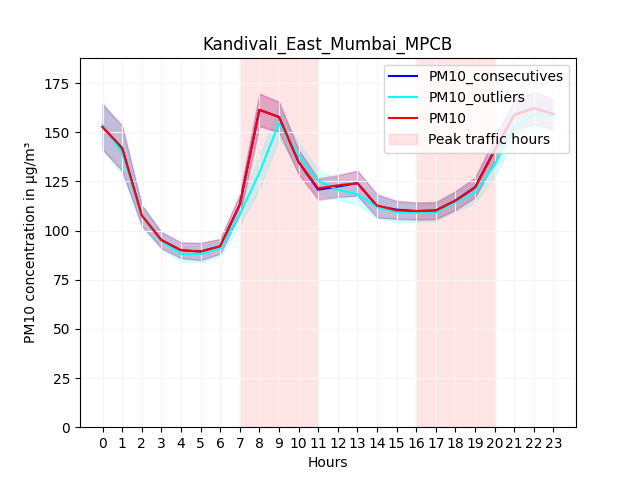 Kandivali_East_Mumbai_MPCB
PM10 concentration in µg/m³
175
150
125
100
75
50
25
0
PM10_consecutives
PM10_outliers
PM10
Peak traffic hours
0 1 2 3 4 5 6 7 8 9 10 11 12 13 14 15 16 17 18 19 20 21 22 23
Hours